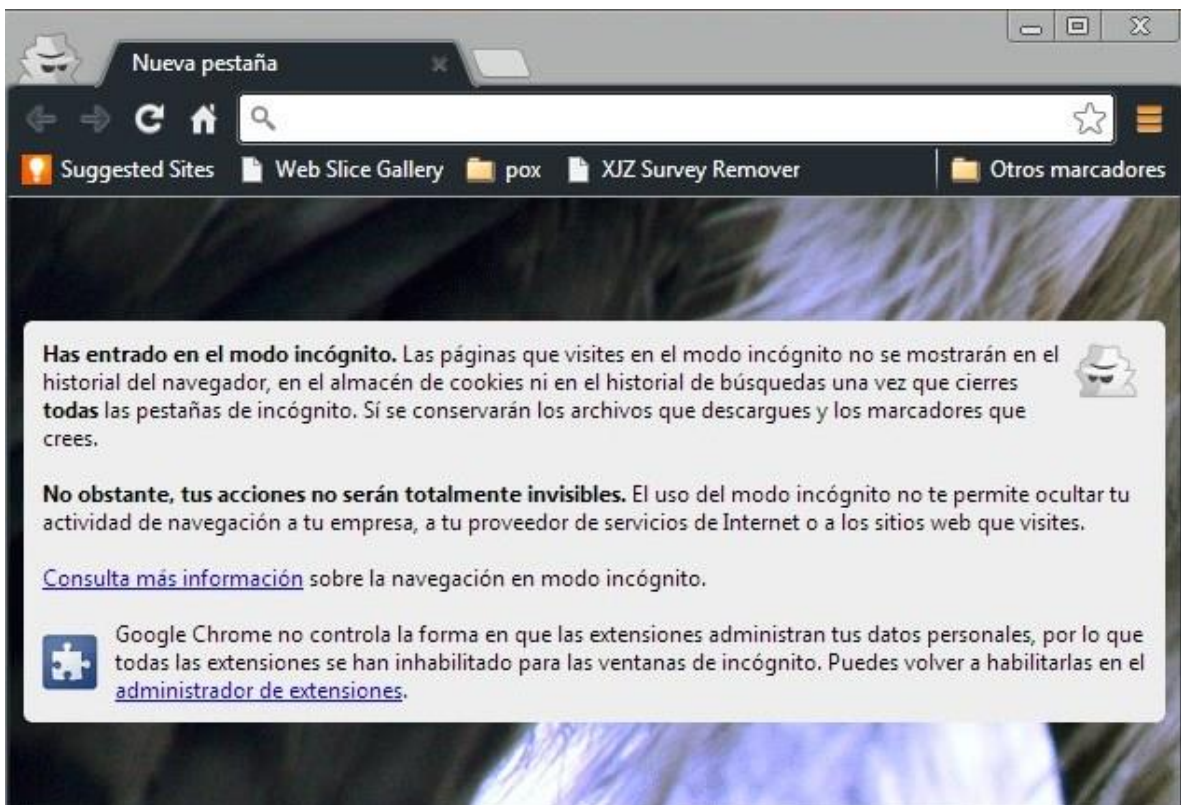 Nueva pestaña
Suggested Sites Web Slice Gallery pox XJZ Survey Remover Otros marcadores
Has entrado en el modo incógnito. Las páginas que visites en el modo incógnito no se mostrarán en el
historial del navegador, en el almacén de cookies ni en el historial de búsquedas una vez que cierres
todas las pestañas de incógnito. Sí se conservarán los archivos que descargues y los marcadores que
crees.
No obstante, tus acciones no serán totalmente invisibles. El uso del modo incógnito no te permite ocultar tu
actividad de navegación a tu empresa, a tu proveedor de servicios de Internet o a los sitios web que visites.
Consulta más información sobre la navegación en modo incógnito.
Google Chrome no controla la forma en que las extensiones administran tus datos personales, por lo que
todas las extensiones se han inhabilitado para las ventanas de incógnito. Puedes volver a habilitarlas en el
administrador de extensiones.